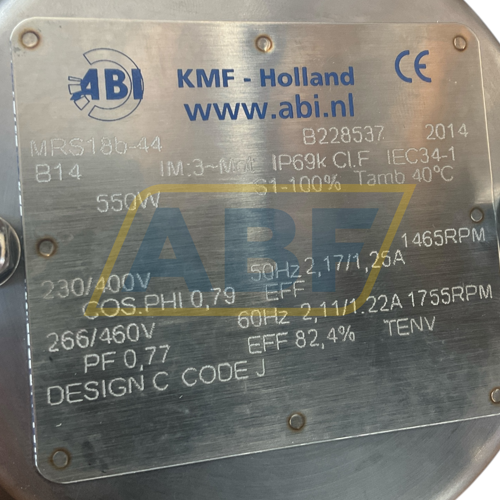 ABI KMF - Holland CE
www.abi.nl
MRS18b-44 B228537 2014
B14 IM:3~Mot IP69k Cl.F IEC34-1
550W S1-100% Tamb 40°C
ABF
1465RPM
230/400V 50Hz 2,17/1,25A
COS.PHI 0,79 EFF
266/460V 60Hz 2,11/1.22A 1755RPM
PF 0,77 EFF 82,4% TENV
DESIGN C CODE J